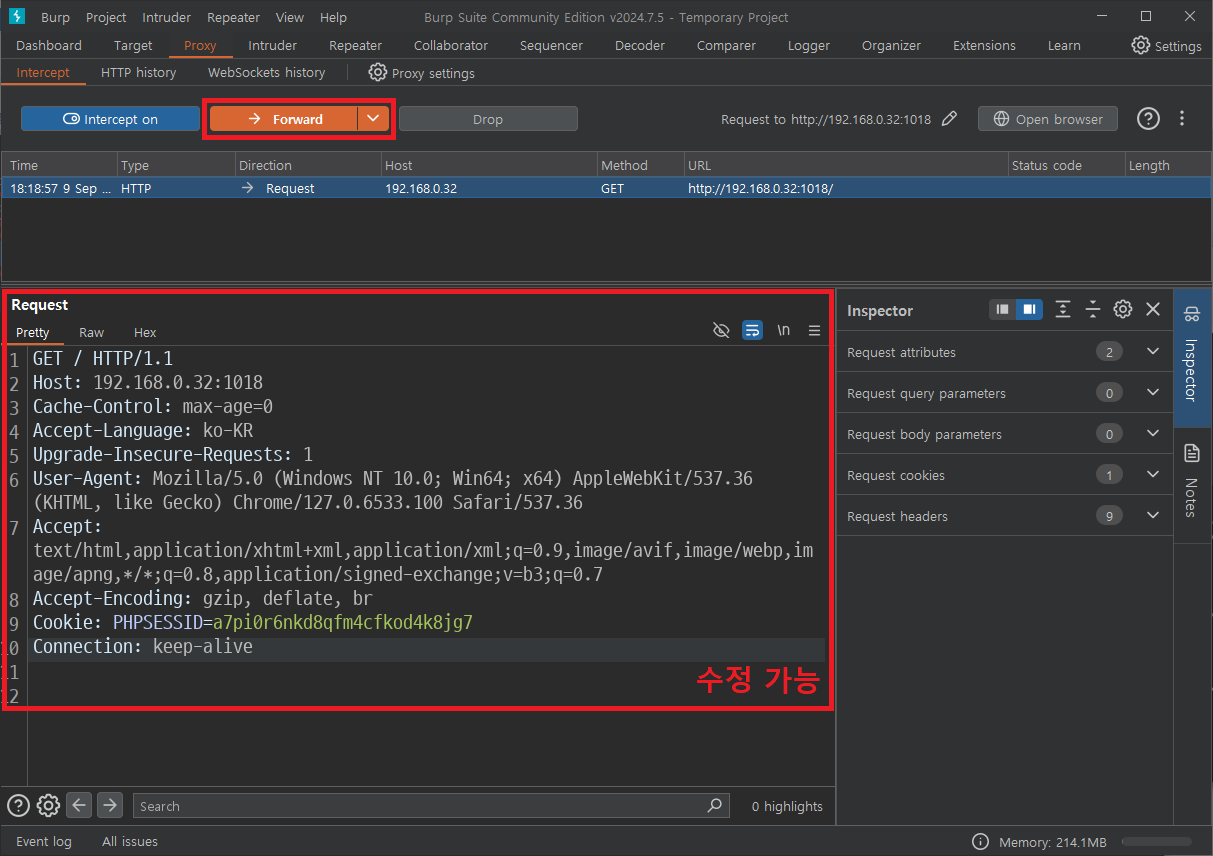 Burp Project Intruder Repeater View Help Burp Suite Community Edition v2024.7.5 - Temporary Project
Dashboard Target Proxy Intruder Repeater Collaborator Sequencer Decoder Comparer Logger Organizer Extensions Learn Settings
Intercept HTTP history WebSockets history Proxy settings
Intercept on Forward Drop Request to http://192.168.0.32:1018 Open browser
Time Type Direction Host Method URL Status code Length
18:18:57 9 Sep ... HTTP Request 192.168.0.32 GET http://192.168.0.32:1018/
Request
Pretty Raw Hex \n
1 GET / HTTP/1.1
2 Host: 192.168.0.32:1018
3 Cache-Control: max-age=0
4 Accept-Language: ko-KR
5 Upgrade-Insecure-Requests: 1
6 User-Agent: Mozilla/5.0 (Windows NT 10.0; Win64; x64) AppleWebKit/537.36
(KHTML, like Gecko) Chrome/127.0.6533.100 Safari/537.36
7 Accept:
text/html,application/xhtml+xml,application/xml;q=0.9,image/avif,image/webp,im
age/apng,*/*;q=0.8,application/signed-exchange;v=b3;q=0.7
8 Accept-Encoding: gzip, deflate, br
9 Cookie: PHPSESSID=a7pi0r6nkd8qfm4cfkod4k8jg7
10 Connection: keep-alive
11
12
수정 가능
Inspector
Request attributes 2
Request query parameters 0
Request body parameters 0
Request cookies 1
Request headers 9
Inspector
Notes
Search 0 highlights
Event log All issues Memory: 214.1MB